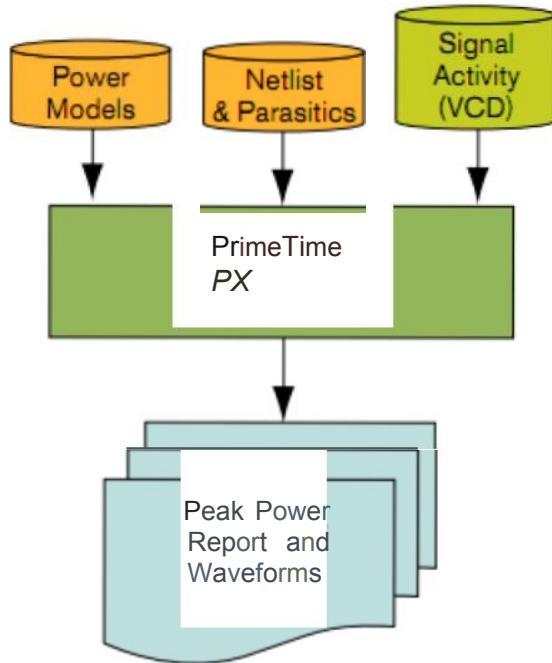 Power
Models
Netlist
& Parasitics
Signal
Activity
(VCD)
PrimeTime
PX
Peak Power
Report and
Waveforms